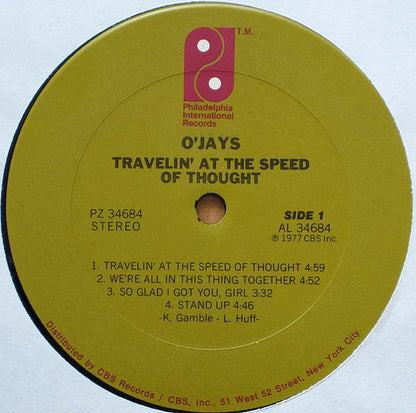 T.M.
Philadelphia
International
Records
O'JAYS
TRAVELIN' AT THE SPEED
OF THOUGHT
PZ 34684
STEREO
SIDE 1
AL 34684
℗ 1977 CBS Inc.
1. TRAVELIN' AT THE SPEED OF THOUGHT 4:59
2. WE'RE ALL IN THIS THING TOGETHER 4:52
3. SO GLAD I GOT YOU, GIRL 3:32
4. STAND UP 4:46
-K. Gamble - L. Huff-
Distributed by CBS Records / CBS, Inc., 51 West 52 Street, New York City